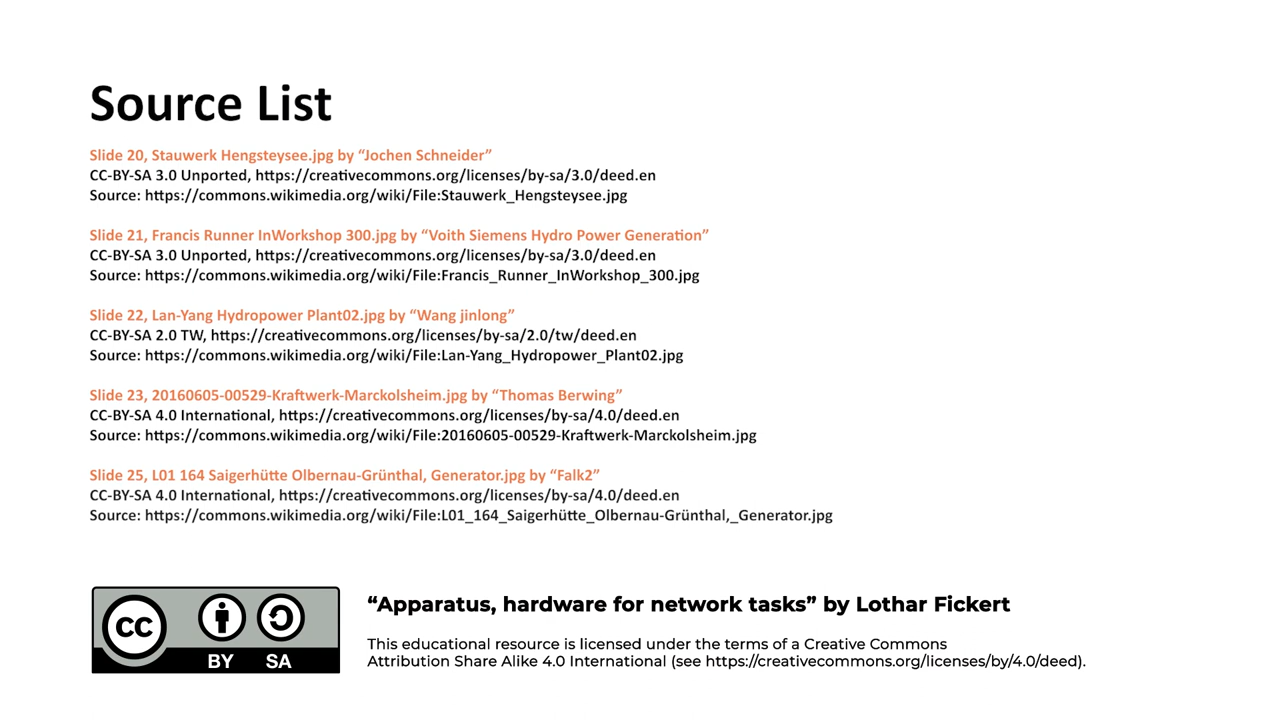 Source List
Slide 20, Stauwerk Hengsteysee.jpg by “Jochen Schneider”
CC-BY-SA 3.0 Unported, https://creativecommons.org/licenses/by-sa/3.0/deed.en
Source: https://commons.wikimedia.org/wiki/File:Stauwerk_Hengsteysee.jpg
Slide 21, Francis Runner InWorkshop 300.jpg by “Voith Siemens Hydro Power Generation”
CC-BY-SA 3.0 Unported, https://creativecommons.org/licenses/by-sa/3.0/deed.en
Source: https://commons.wikimedia.org/wiki/File:Francis_Runner_InWorkshop_300.jpg
Slide 22, Lan-Yang Hydropower Plant02.jpg by “Wang jinlong”
CC-BY-SA 2.0 TW, https://creativecommons.org/licenses/by-sa/2.0/tw/deed.en
Source: https://commons.wikimedia.org/wiki/File:Lan-Yang_Hydropower_Plant02.jpg
Slide 23, 20160605-00529-Kraftwerk-Marckolsheim.jpg by “Thomas Berwing”
CC-BY-SA 4.0 International, https://creativecommons.org/licenses/by-sa/4.0/deed.en
Source: https://commons.wikimedia.org/wiki/File:20160605-00529-Kraftwerk-Marckolsheim.jpg
Slide 25, L01 164 Saigerhütte Olbernau-Grünthal, Generator.jpg by “Falk2”
CC-BY-SA 4.0 International, https://creativecommons.org/licenses/by-sa/4.0/deed.en
Source: https://commons.wikimedia.org/wiki/File:L01_164_Saigerhütte_Olbernau-Grünthal,_Generator.jpg
CC
BY SA
“Apparatus, hardware for network tasks” by Lothar Fickert
This educational resource is licensed under the terms of a Creative Commons
Attribution Share Alike 4.0 International (see https://creativecommons.org/licenses/by/4.0/deed).